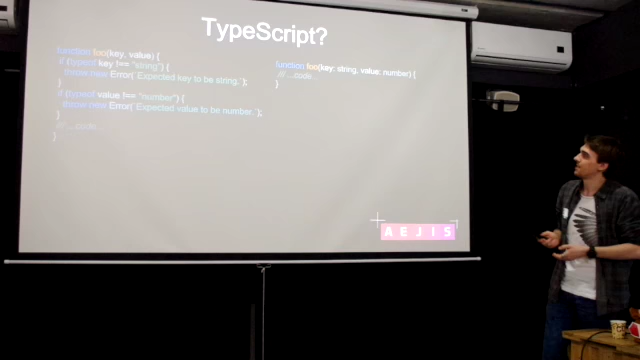 TypeScript?
function foo(key, value) {
if (typeof key !== "string") {
throw new Error(`Expected key to be string.`);
}
if (typeof value !== "number") {
throw new Error(`Expected value to be number.`);
}
// ... code
}
function foo(key: string, value: number) {
// ...code
}
AEJIS